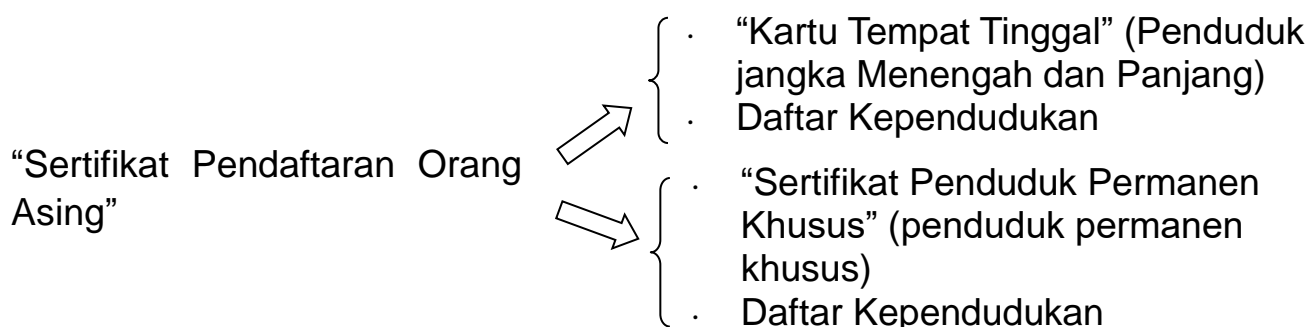 “Sertifikat Pendaftaran Orang
Asing”
· “Kartu Tempat Tinggal” (Penduduk
jangka Menengah dan Panjang)
· Daftar Kependudukan
· “Sertifikat Penduduk Permanen
Khusus” (penduduk permanen
khusus)
· Daftar Kependudukan